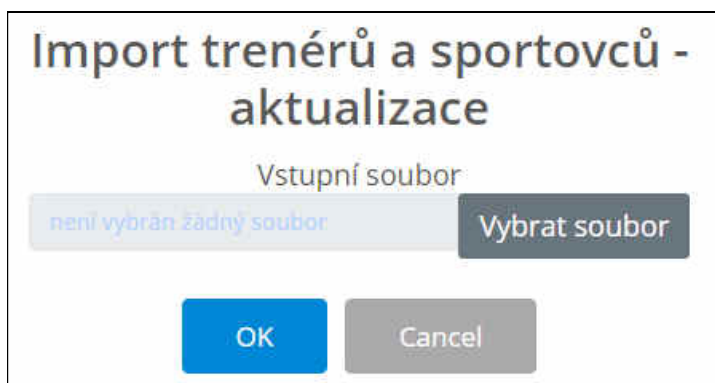 Import trenérů a sportovců -
aktualizace
Vstupní soubor
není vybrán žádný soubor
Vybrat soubor
OK
Cancel